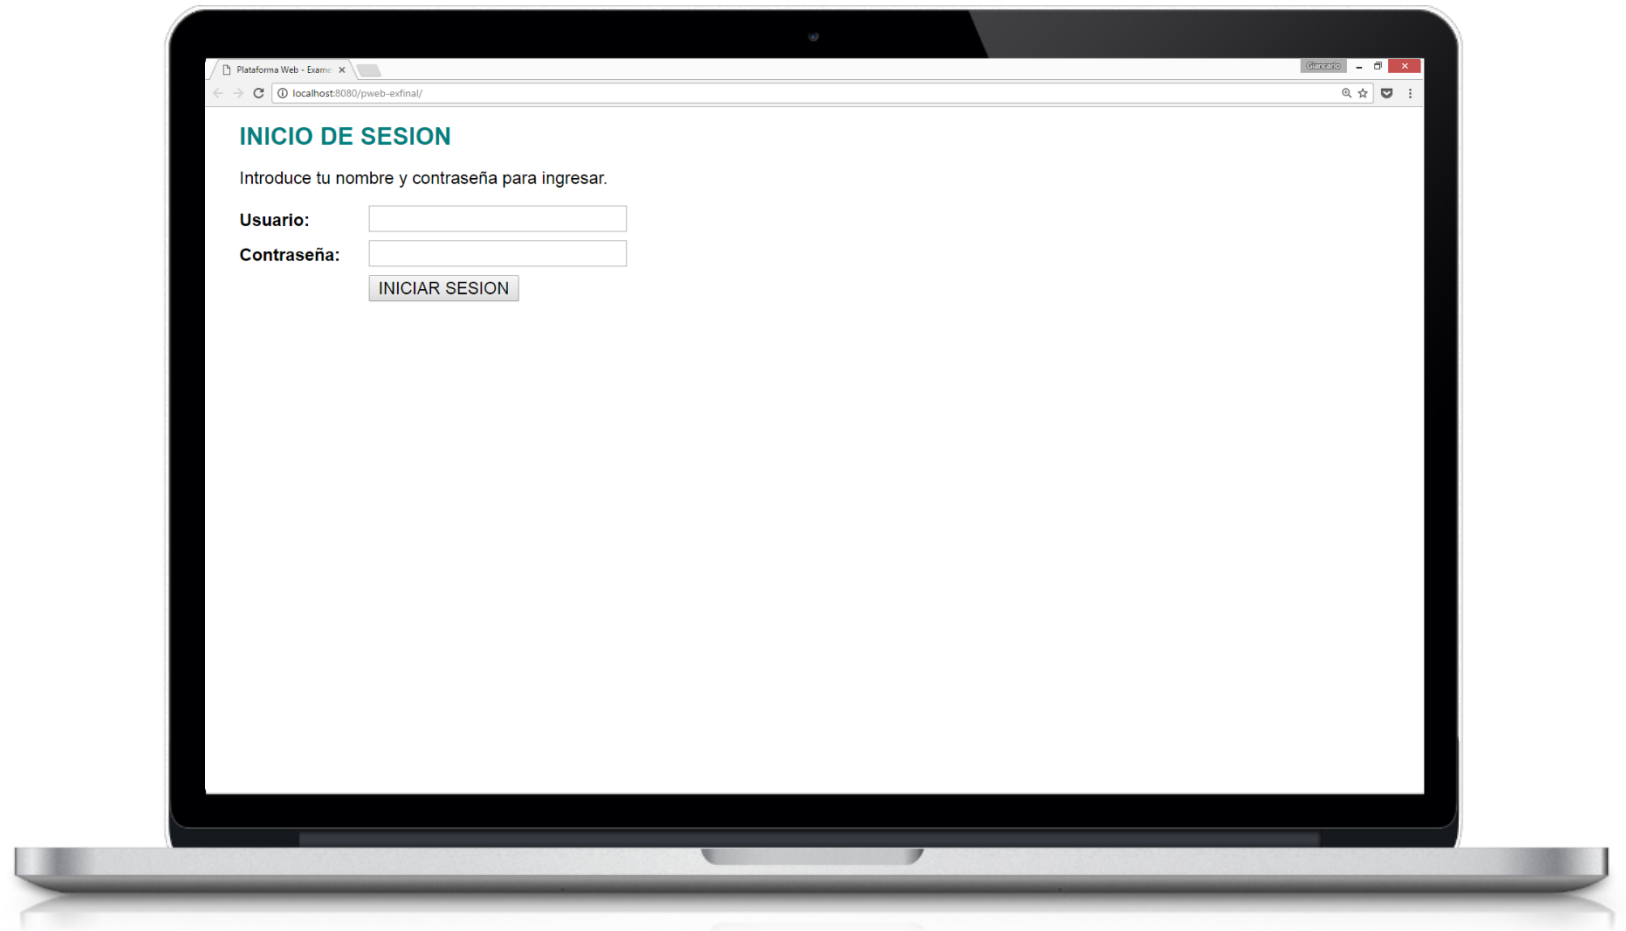 Plataforma Web - Exame
Giancarlo
localhost:8080/pweb-exfinal/
INICIO DE SESION
Introduce tu nombre y contraseña para ingresar.
Usuario:
Contraseña:
INICIAR SESION